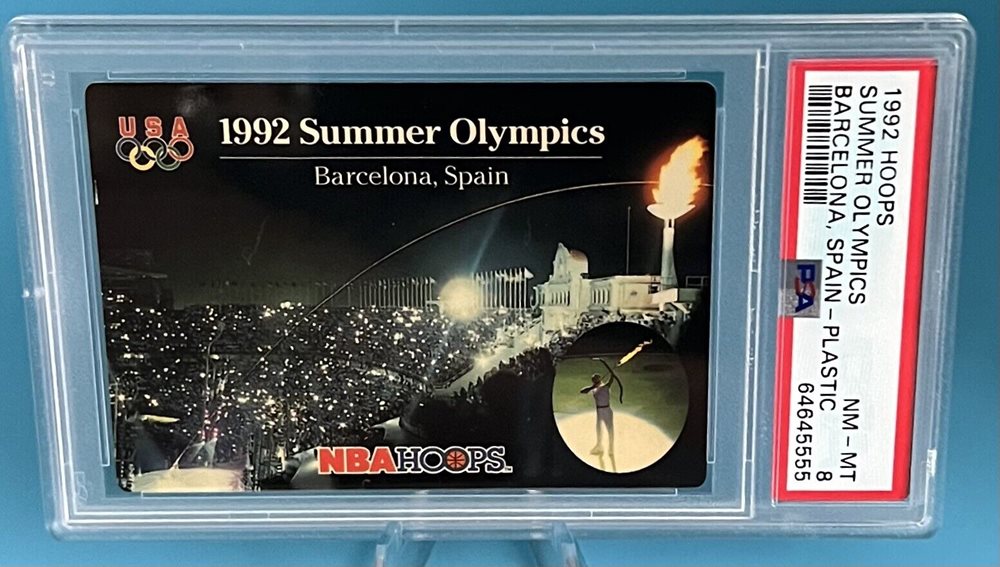 USA
1992 Summer Olympics
Barcelona, Spain
NBA HOOPS™
1992 HOOPS
SUMMER OLYMPICS
BARCELONA, SPAIN-PLASTIC
NM-MT
8
64645555
PSA